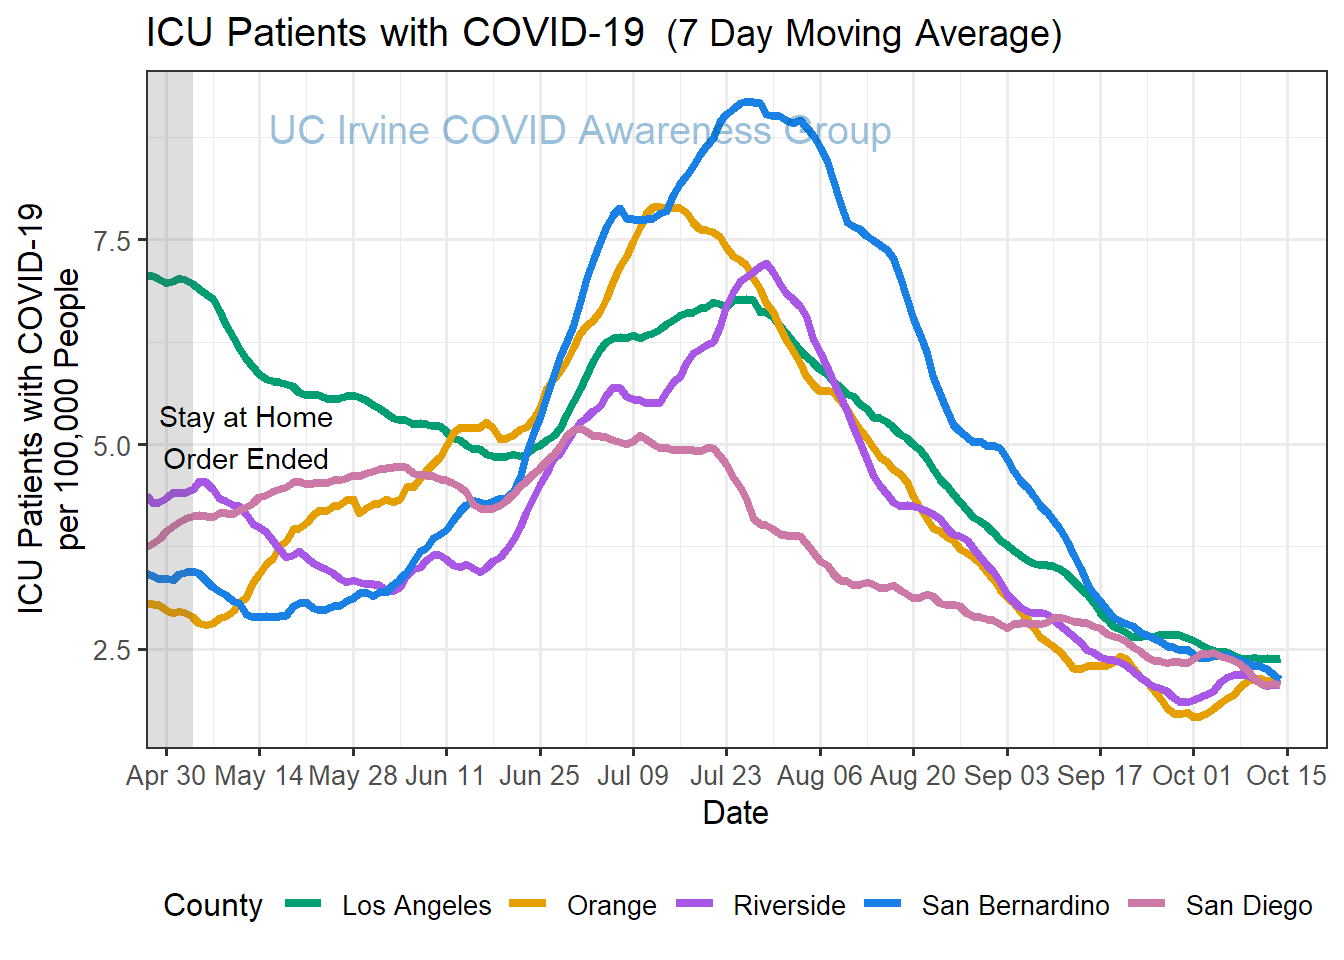 ICU Patients with COVID-19 (7 Day Moving Average)
UC Irvine COVID Awareness Group
ICU Patients with COVID-19
per 100,000 People
7.5
5.0
2.5
Stay at Home
Order Ended
Apr 30 May 14 May 28 Jun 11 Jun 25 Jul 09 Jul 23 Aug 06 Aug 20 Sep 03 Sep 17 Oct 01 Oct 15
Date
County Los Angeles Orange Riverside San Bernardino San Diego